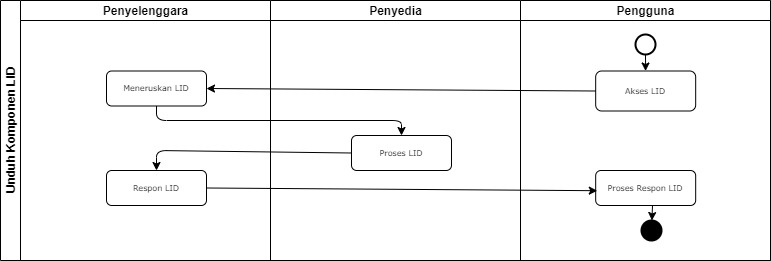 Unduh Komponen LID
Penyelenggara
Penyedia
Pengguna
Meneruskan LID
Akses LID
Proses LID
Respon LID
Proses Respon LID